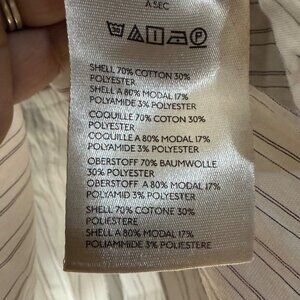 A SEC
SHELL 70% COTTON 30%
POLYESTER
SHELL A 80% MODAL 17%
POLYAMIDE 3% POLYESTER
COQUILLE 70% COTON 30%
POLYESTER
COQUILLE A 80% MODAL 17%
POLYAMIDE 3% POLYESTER
OBERSTOFF 70% BAUMWOLLE
30% POLYESTER
OBERSTOFF A 80% MODAL 17%
POLYAMID 3% POLYESTER
SHELL 70% COTONE 30%
POLIESTERE
SHELL A 80% MODAL 17%
POLIAMMIDE 3% POLIESTERE